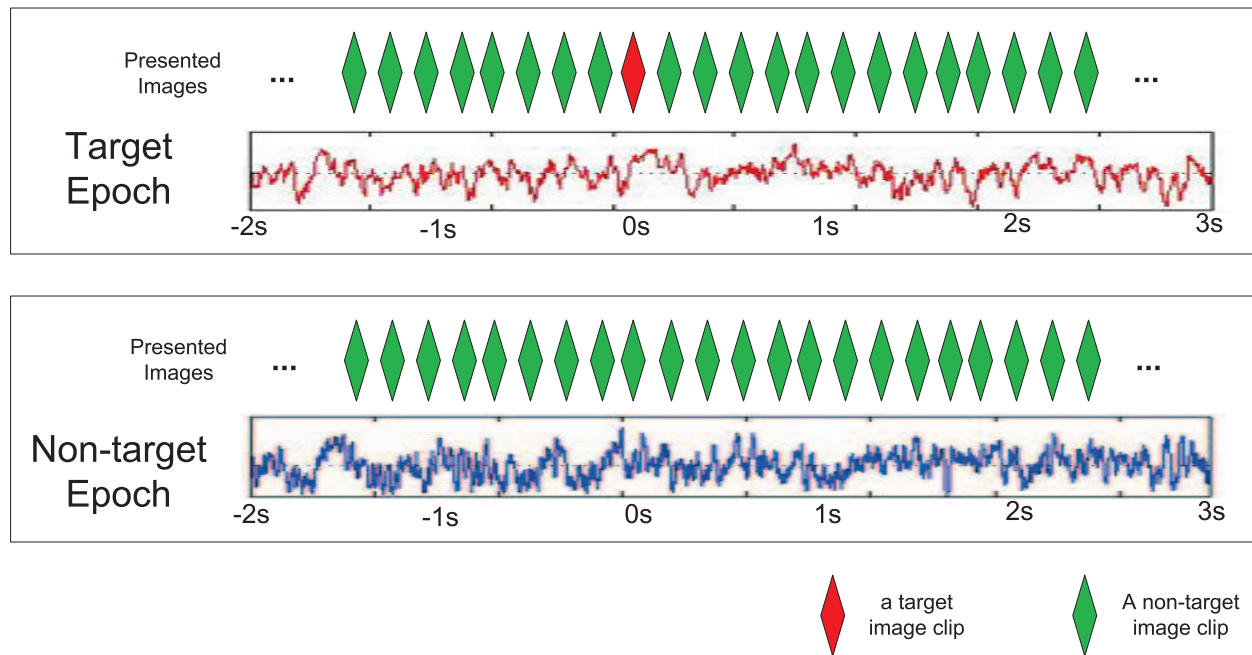 Presented
Images
...
...
Target
Epoch
-2s
-1s
0s
1s
2s
3s
Presented
Images
...
...
Non-target
Epoch
-2s
-1s
0s
1s
2s
3s
a target
image clip
A non-target
image clip